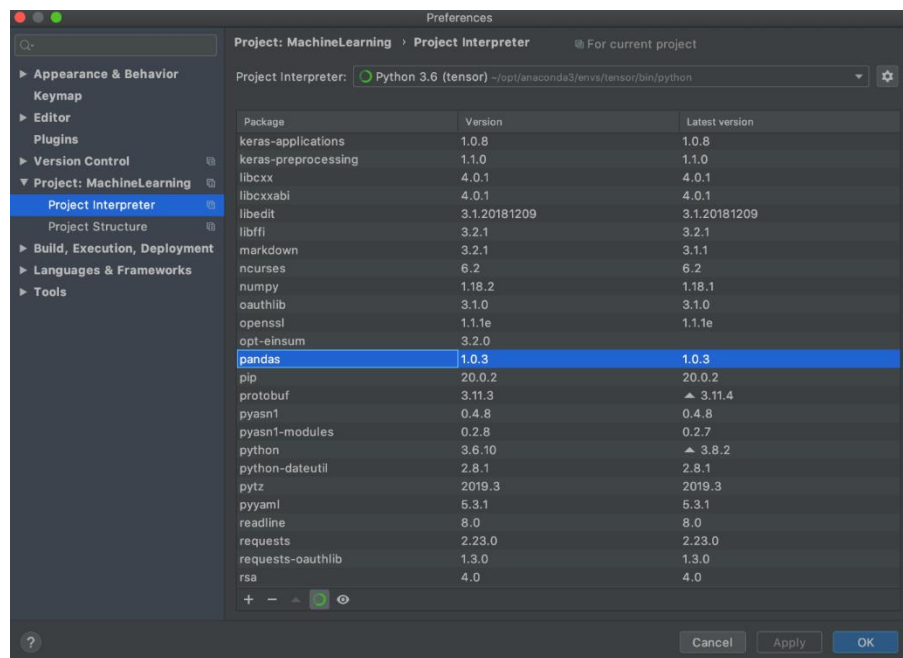 Preferences
Project: MachineLearning › Project Interpreter For current project
Appearance & Behavior
Keymap
Editor
Plugins
Version Control
Project: MachineLearning
Project Interpreter
Project Structure
Build, Execution, Deployment
Languages & Frameworks
Tools
Project Interpreter: Python 3.6 (tensor) ~/opt/anaconda3/envs/tensor/bin/python
Package Version Latest version
keras-applications 1.0.8 1.0.8
keras-preprocessing 1.1.0 1.1.0
libcxx 4.0.1 4.0.1
libcxxabi 4.0.1 4.0.1
libedit 3.1.20181209 3.1.20181209
libffi 3.2.1 3.2.1
markdown 3.2.1 3.1.1
ncurses 6.2 6.2
numpy 1.18.2 1.18.1
oauthlib 3.1.0 3.1.0
openssl 1.1.1e 1.1.1e
opt-einsum 3.2.0
pandas 1.0.3 1.0.3
pip 20.0.2 20.0.2
protobuf 3.11.3 3.11.4
pyasn1 0.4.8 0.4.8
pyasn1-modules 0.2.8 0.2.7
python 3.6.10 3.8.2
python-dateutil 2.8.1 2.8.1
pytz 2019.3 2019.3
pyyaml 5.3.1 5.3.1
readline 8.0 8.0
requests 2.23.0 2.23.0
requests-oauthlib 1.3.0 1.3.0
rsa 4.0 4.0
? Cancel Apply OK